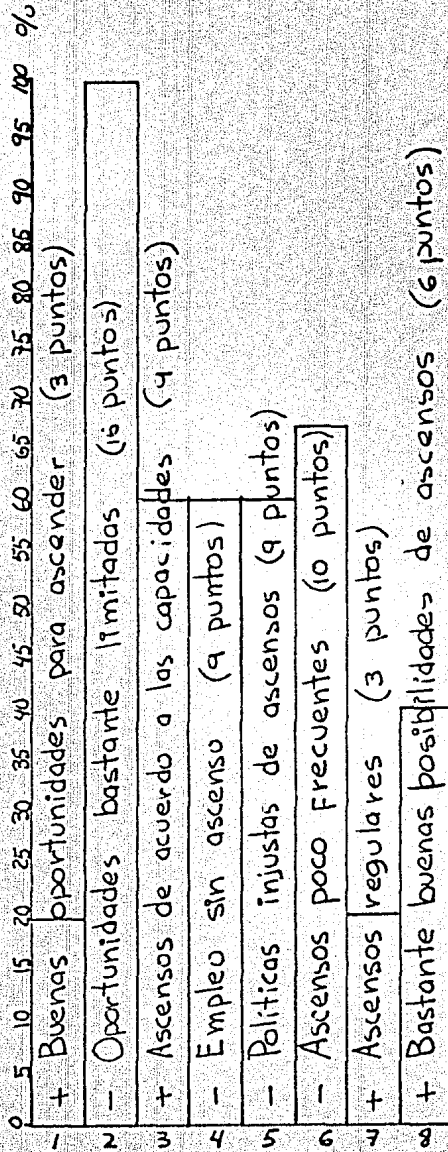 0 5 10 15 20 25 30 35 40 45 50 55 60 65 70 75 80 85 90 95 100 %
1 + Buenas oportunidades para ascender (3 puntos)
2 - Oportunidades bastante limitadas (15 puntos)
3 + Ascensos de acuerdo a las capacidades (9 puntos)
4 - Empleo sin ascenso (9 puntos)
5 - Politicas injustas de ascensos (9 puntos)
6 - Ascensos poco frecuentes (10 puntos)
7 + Ascensos regulares (3 puntos)
8 + Bastante buenas posibilidades de ascensos (6 puntos)